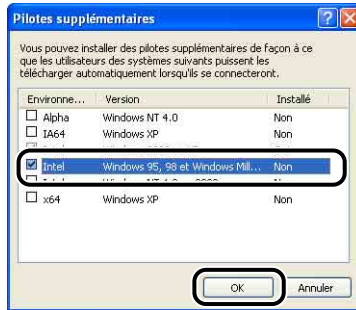 Pilotes supplémentaires
Vous pouvez installer des pilotes supplémentaires de façon à ce
que les utilisateurs des systèmes suivants puissent les
télécharger automatiquement lorsqu'ils se connecteront.
Environne... Version Installé
Alpha Windows NT 4.0 Non
IA64 Windows XP Non
Intel Windows 95, 98 et Windows Mill... Non
x64 Windows XP Non
OK Annuler